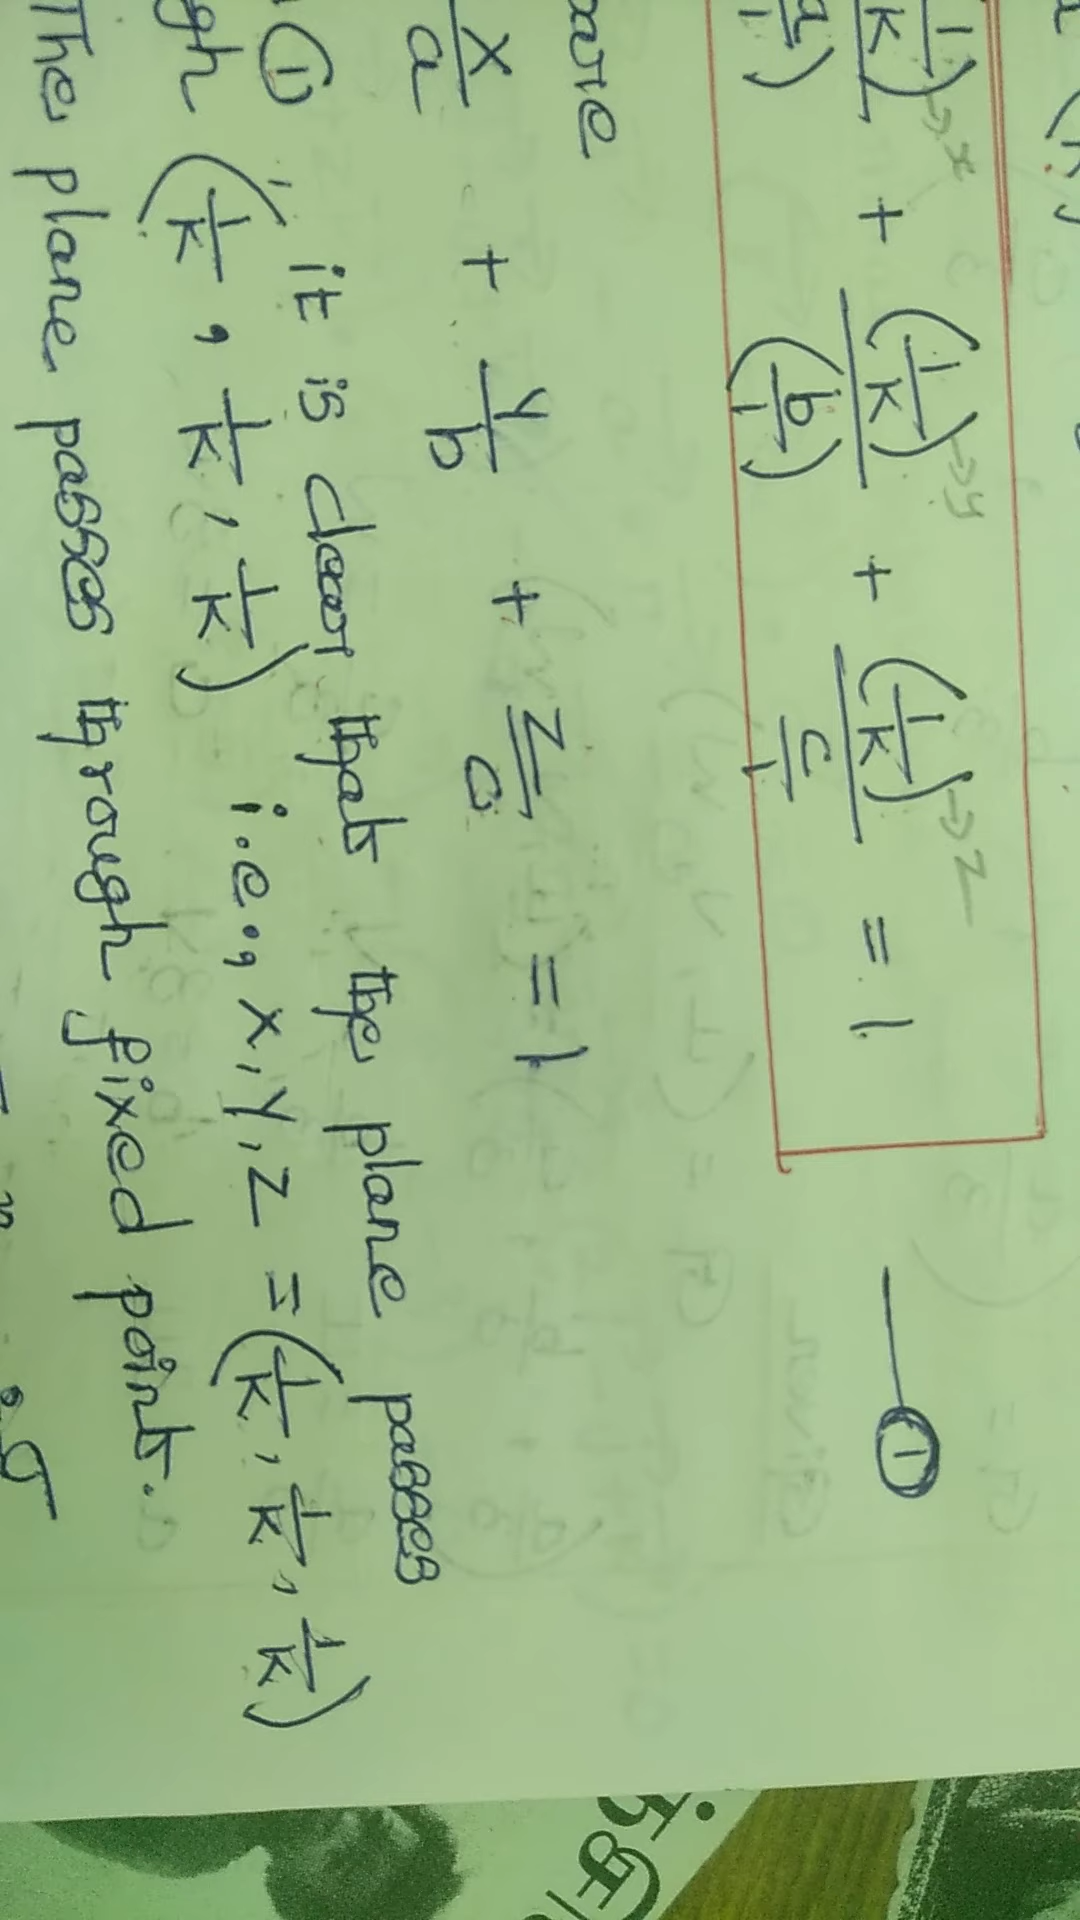 (1/K)→x / (a/1) + (1/K)→y / (b/1) + (1/K)→z / c/1 = 1 — ①
x/a + y/b + z/c = 1
① it is clear that the plane passes
gh (1/K, 1/K, 1/K) i.e., x, y, z = (1/K, 1/K, 1/K)
The plane passes through fixed point.